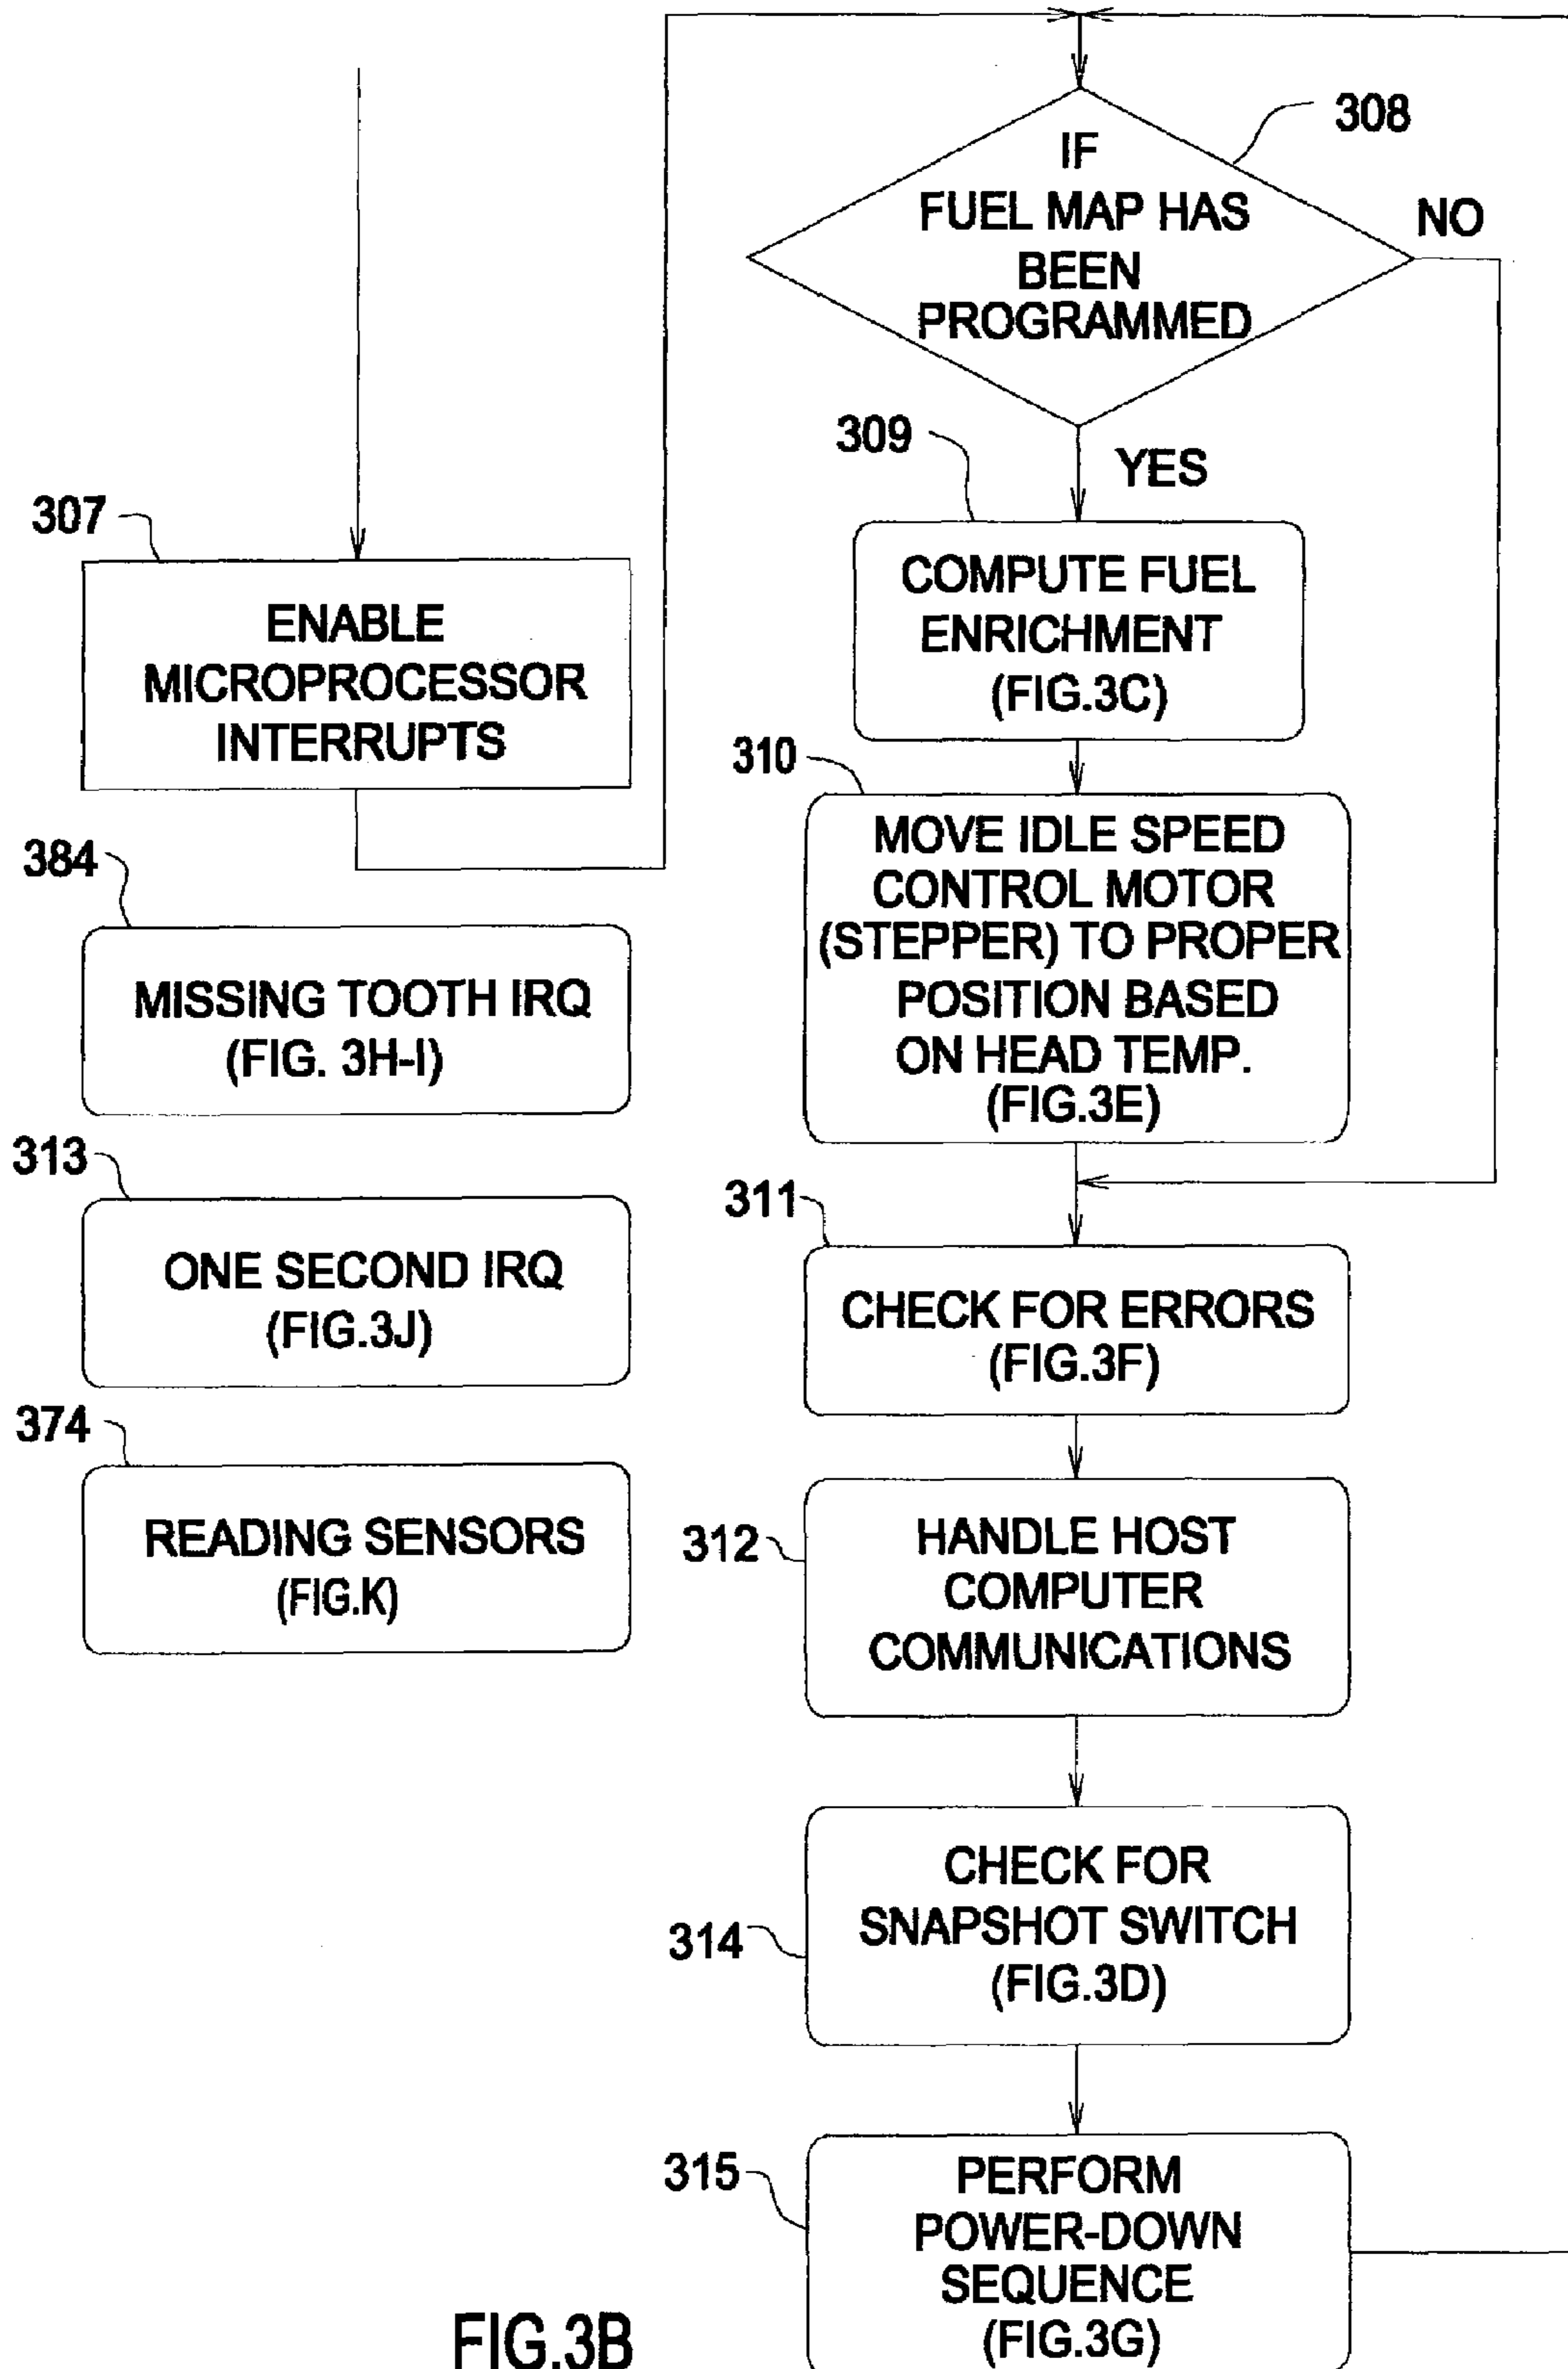 307
ENABLE
MICROPROCESSOR
INTERRUPTS
384
MISSING TOOTH IRQ
(FIG. 3H-I)
313
ONE SECOND IRQ
(FIG.3J)
374
READING SENSORS
(FIG.K)
308
IF
FUEL MAP HAS
BEEN
PROGRAMMED
NO
YES
309
COMPUTE FUEL
ENRICHMENT
(FIG.3C)
310
MOVE IDLE SPEED
CONTROL MOTOR
(STEPPER) TO PROPER
POSITION BASED
ON HEAD TEMP.
(FIG.3E)
311
CHECK FOR ERRORS
(FIG.3F)
312
HANDLE HOST
COMPUTER
COMMUNICATIONS
314
CHECK FOR
SNAPSHOT SWITCH
(FIG.3D)
315
PERFORM
POWER-DOWN
SEQUENCE
(FIG.3G)
FIG.3B